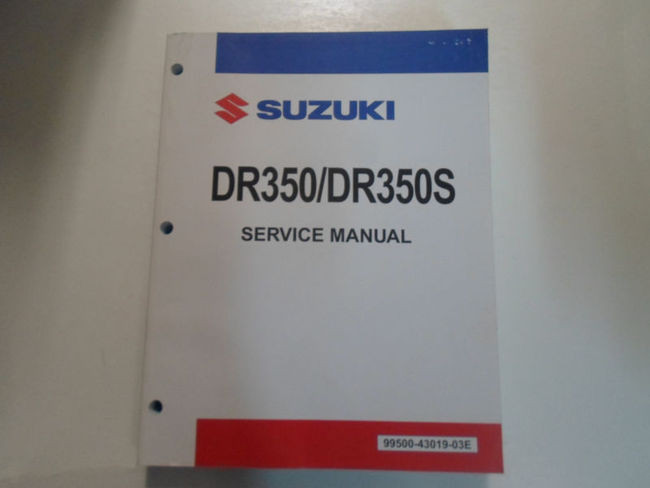 SUZUKI
DR350/DR350S
SERVICE MANUAL
99500-43019-03E